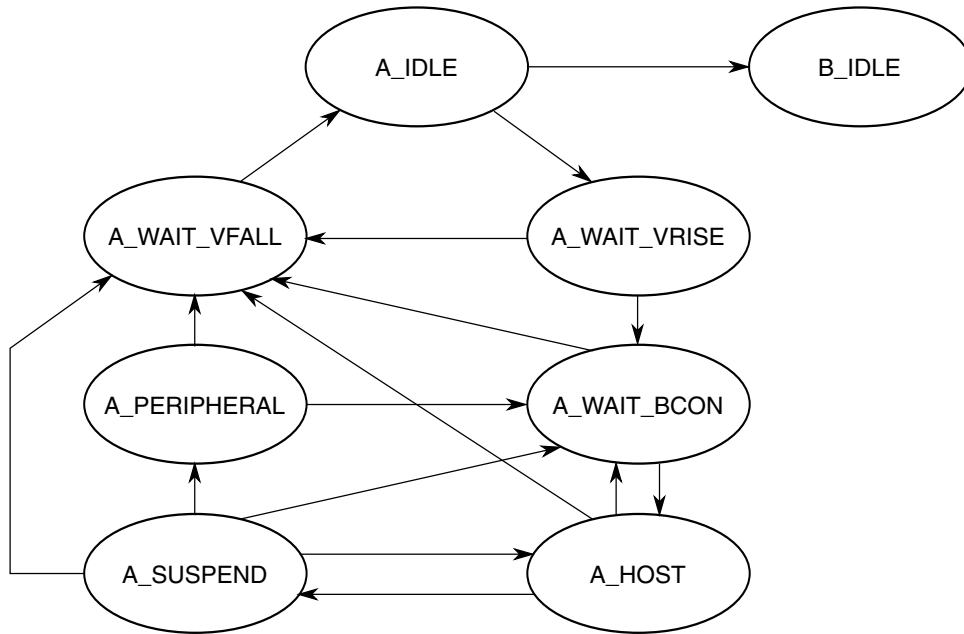 A_IDLE
B_IDLE
A_WAIT_VFALL
A_WAIT_VRISE
A_PERIPHERAL
A_WAIT_BCON
A_SUSPEND
A_HOST